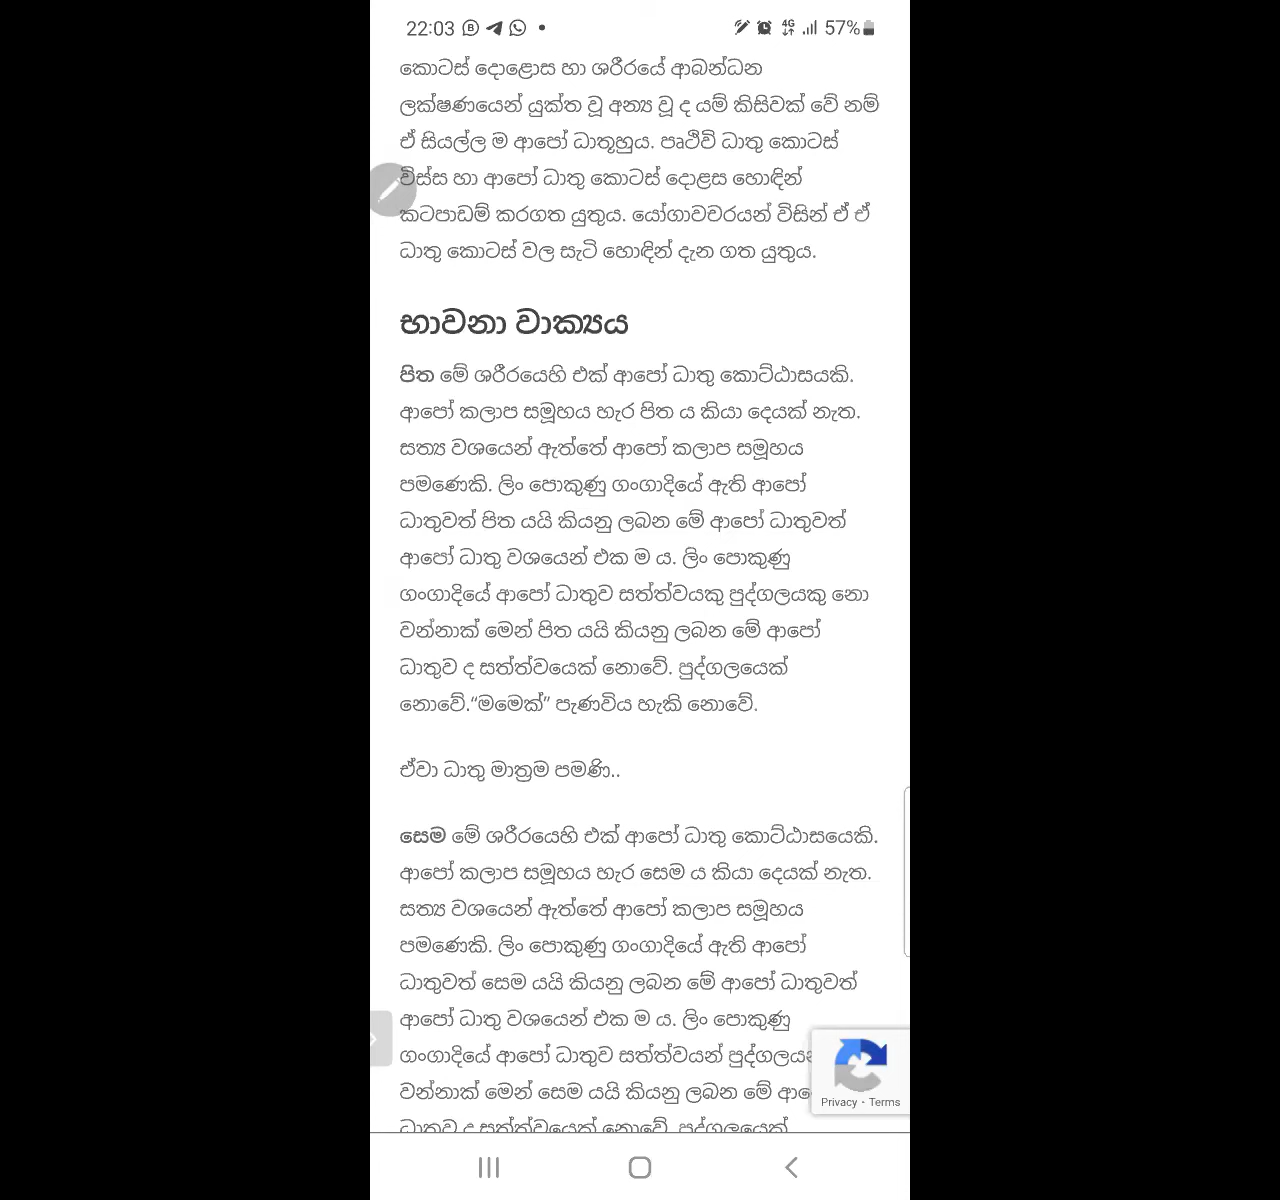 22:03
4G 57%
කොටස් දොළොස හා ශරීරයේ ආබන්ධන
ලක්ෂණයෙන් යුක්ත වූ අන්‍ය වූ ද යම් කිසිවක් වේ නම්
ඒ සියල්ල ම ආපෝ ධාතූහුය. පෘථිවි ධාතු කොටස්
විස්ස හා ආපෝ ධාතු කොටස් දොළස හොඳින්
කටපාඩම් කරගත යුතුය. යෝගාවචරයන් විසින් ඒ ඒ
ධාතු කොටස් වල සැටි හොඳින් දැන ගත යුතුය.
භාවනා වාක්‍යය
පිත මේ ශරීරයෙහි එක් ආපෝ ධාතු කොට්ඨාසයකි.
ආපෝ කලාප සමූහය හැර පිත ය කියා දෙයක් නැත.
සත්‍ය වශයෙන් ඇත්තේ ආපෝ කලාප සමූහය
පමණෙකි. ලිං පොකුණු ගංගාදියේ ඇති ආපෝ
ධාතුවත් පිත යයි කියනු ලබන මේ ආපෝ ධාතුවත්
ආපෝ ධාතු වශයෙන් එක ම ය. ලිං පොකුණු
ගංගාදියේ ආපෝ ධාතුව සත්ත්වයකු පුද්ගලයකු නො
වන්නාක් මෙන් පිත යයි කියනු ලබන මේ ආපෝ
ධාතුව ද සත්ත්වයෙක් නොවේ. පුද්ගලයෙක්
නොවේ.“මමෙක්” පැණවිය හැකි නොවේ.
ඒවා ධාතු මාත්‍රම පමණි..
සෙම මේ ශරීරයෙහි එක් ආපෝ ධාතු කොට්ඨාසයෙකි.
ආපෝ කලාප සමූහය හැර සෙම ය කියා දෙයක් නැත.
සත්‍ය වශයෙන් ඇත්තේ ආපෝ කලාප සමූහය
පමණෙකි. ලිං පොකුණු ගංගාදියේ ඇති ආපෝ
ධාතුවත් සෙම යයි කියනු ලබන මේ ආපෝ ධාතුවත්
ආපෝ ධාතු වශයෙන් එක ම ය. ලිං පොකුණු
ගංගාදියේ ආපෝ ධාතුව සත්ත්වයන්
වන්නාක් මෙන් සෙම යයි කියනු ලබන මේ
ධාතුව ද සත්ත්වයෙක් නොවේ. පුද්ගලයෙක්
Privacy - Terms